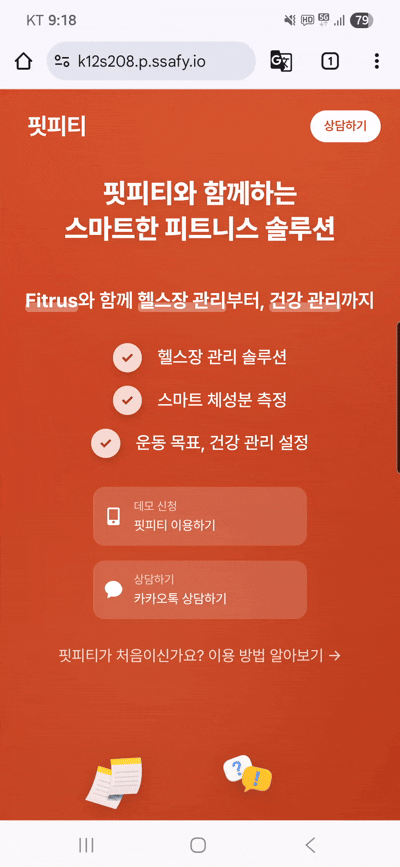 KT 9:18
HD
5G
79
k12s208.p.ssafy.io
G
1
핏피티
상담하기
핏피티와 함께하는
스마트한 피트니스 솔루션
Fitrus와 함께 헬스장 관리부터, 건강 관리까지
헬스장 관리 솔루션
스마트 체성분 측정
운동 목표, 건강 관리 설정
데모 신청
핏피티 이용하기
상담하기
카카오톡 상담하기
핏피티가 처음이신가요? 이용 방법 알아보기 →
? !